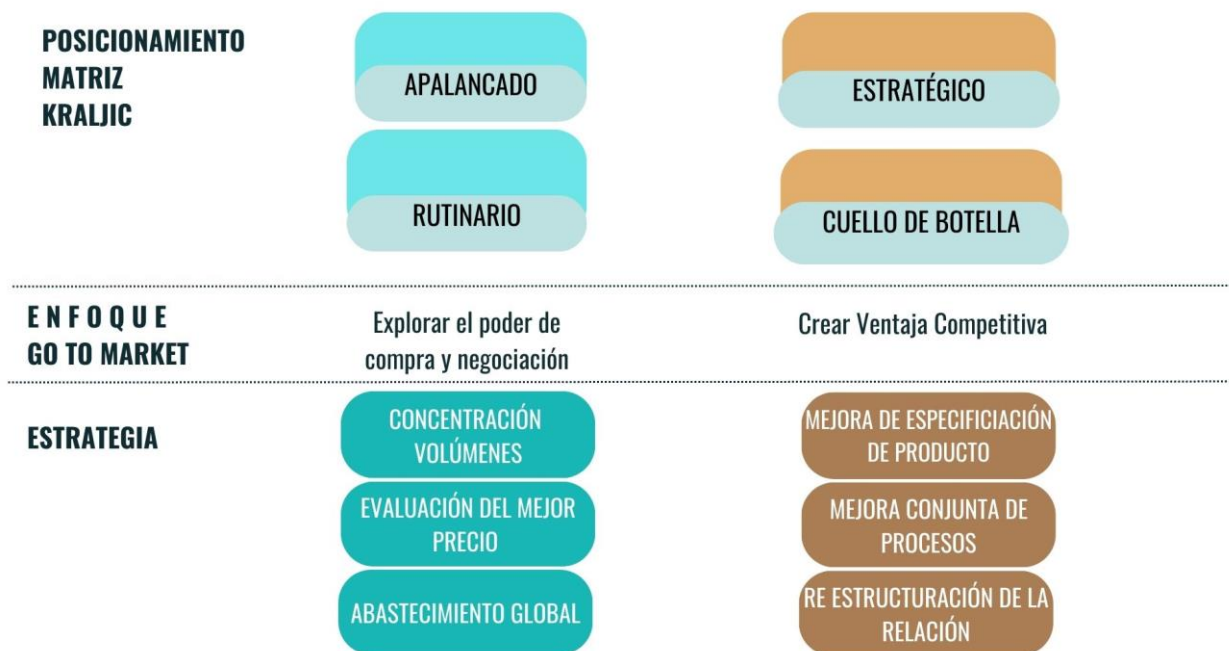 POSICIONAMIENTO
MATRIZ
KRALJIC
APALANCADO
ESTRATÉGICO
RUTINARIO
CUELLO DE BOTELLA
ENFOQUE
GO TO MARKET
Explorar el poder de
compra y negociación
Crear Ventaja Competitiva
ESTRATEGIA
CONCENTRACIÓN
VOLÚMENES
MEJORA DE ESPECIFICIACIÓN
DE PRODUCTO
EVALUACIÓN DEL MEJOR
PRECIO
MEJORA CONJUNTA DE
PROCESOS
ABASTECIMIENTO GLOBAL
RE ESTRUCTURACIÓN DE LA
RELACIÓN